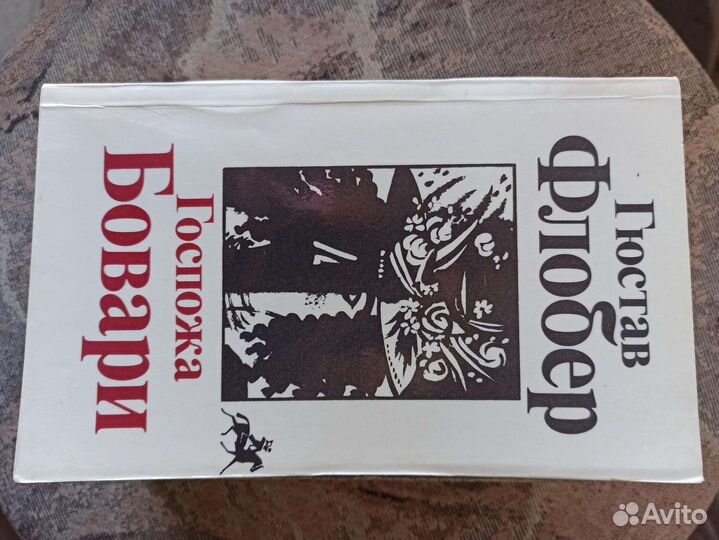 Гюстав
Флобер
Госпожа
Бовари
Avito